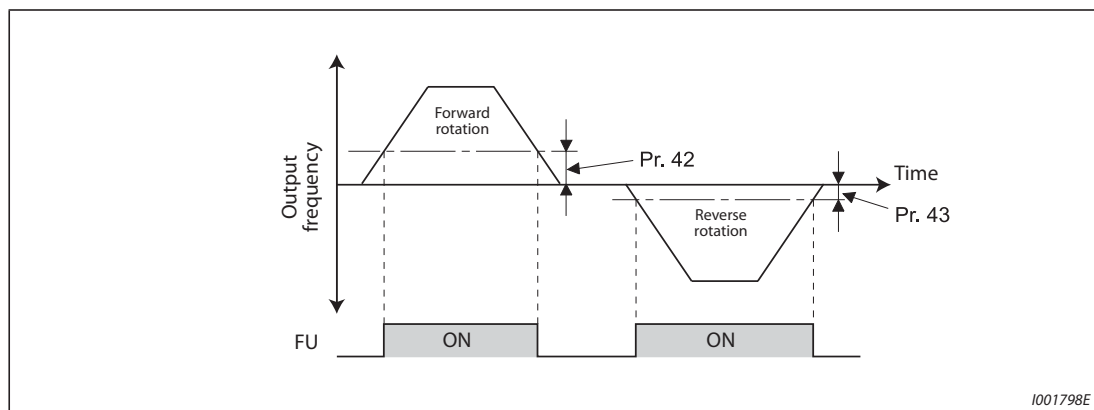 Output
frequency
Forward
rotation
Pr. 42
Time
Pr. 43
Reverse
rotation
FU
ON
ON
I001798E